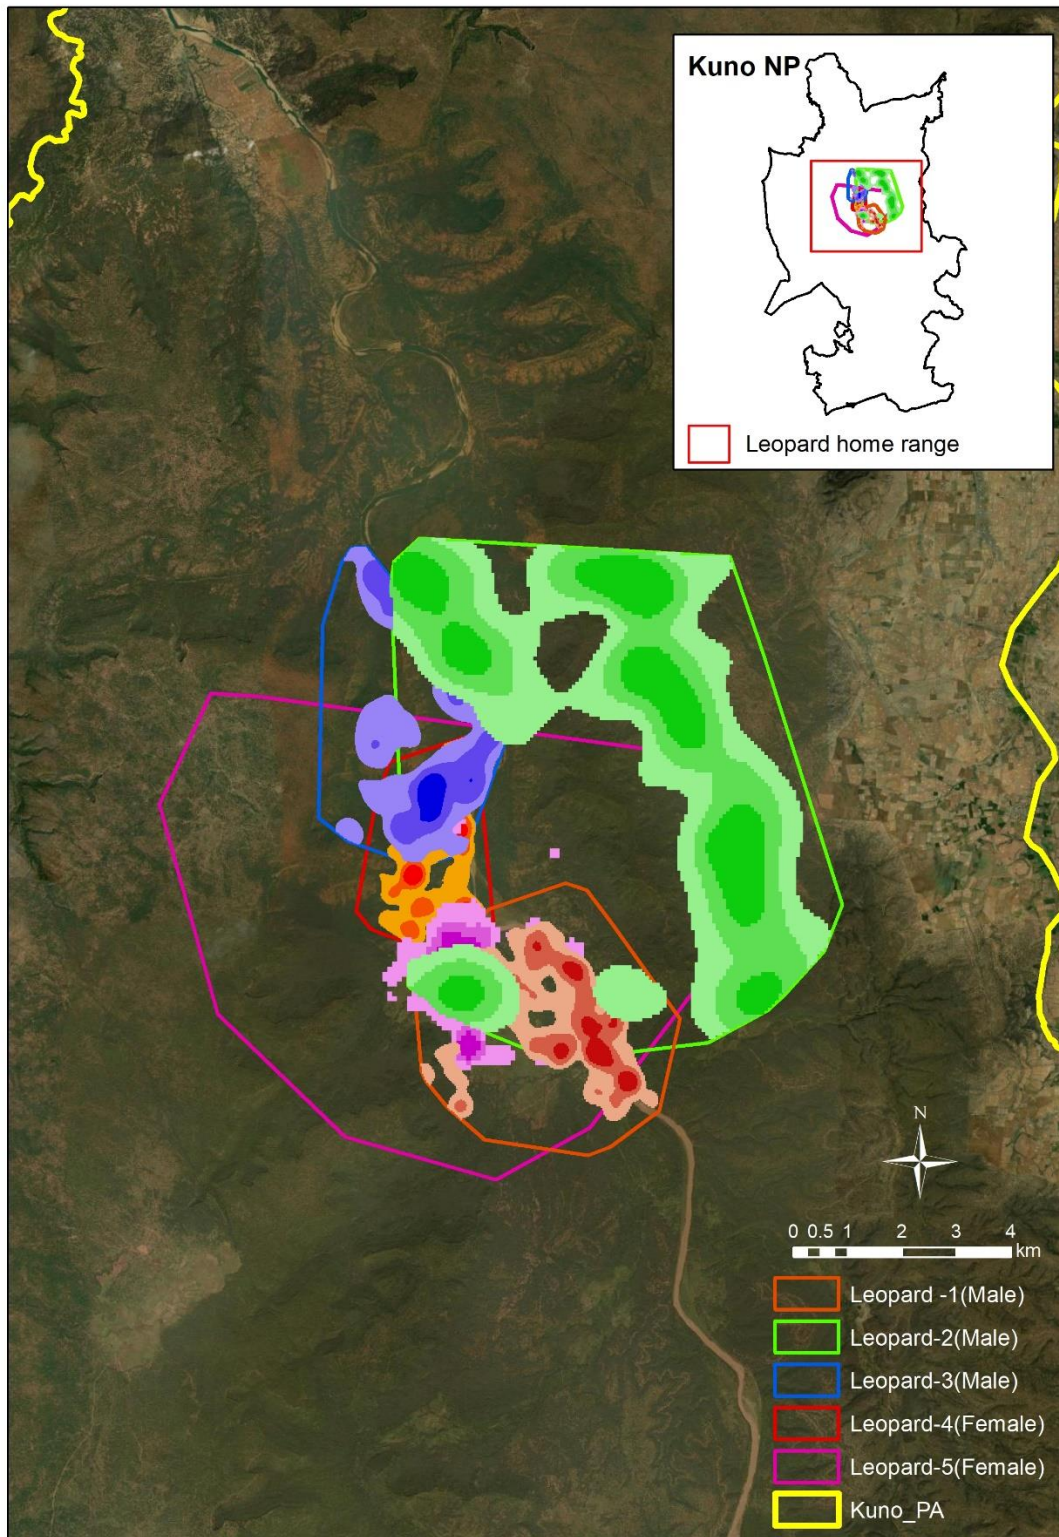 Kuno NP
Leopard home range
N
0 0.5 1 2 3 4
km
Leopard -1(Male)
Leopard-2(Male)
Leopard-3(Male)
Leopard-4(Female)
Leopard-5(Female)
Kuno_PA